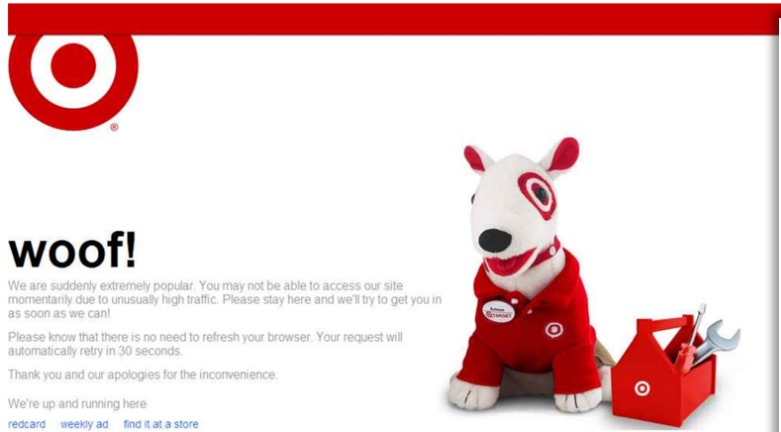 ®
woof!
We are suddenly extremely popular. You may not be able to access our site
momentarily due to unusually high traffic. Please stay here and we'll try to get you in
as soon as we can!
Please know that there is no need to refresh your browser. Your request will
automatically retry in 30 seconds.
Thank you and our apologies for the inconvenience.
We're up and running here
redcard weekly ad find it at a store
TARGET